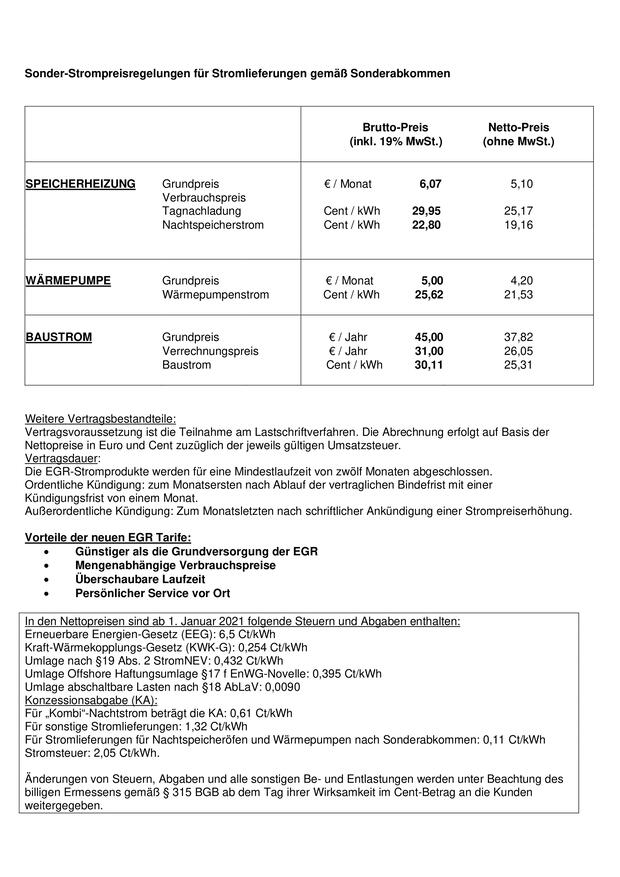 Sonder-Strompreisregelungen für Stromlieferungen gemäß Sonderabkommen
Brutto-Preis Netto-Preis
(inkl. 19% MwSt.) (ohne MwSt.)
SPEICHERHEIZUNG Grundpreis € / Monat 6,07 5,10
Verbrauchspreis
Tagnachladung Cent / kWh 29,95 25,17
Nachtspeicherstrom Cent / kWh 22,80 19,16
WÄRMEPUMPE Grundpreis € / Monat 5,00 4,20
Wärmepumpenstrom Cent / kWh 25,62 21,53
BAUSTROM Grundpreis € / Jahr 45,00 37,82
Verrechnungspreis € / Jahr 31,00 26,05
Baustrom Cent / kWh 30,11 25,31
Weitere Vertragsbestandteile:
Vertragsvoraussetzung ist die Teilnahme am Lastschriftverfahren. Die Abrechnung erfolgt auf Basis der
Nettopreise in Euro und Cent zuzüglich der jeweils gültigen Umsatzsteuer.
Vertragsdauer:
Die EGR-Stromprodukte werden für eine Mindestlaufzeit von zwölf Monaten abgeschlossen.
Ordentliche Kündigung: zum Monatsersten nach Ablauf der vertraglichen Bindefrist mit einer
Kündigungsfrist von einem Monat.
Außerordentliche Kündigung: Zum Monatsletzten nach schriftlicher Ankündigung einer Strompreiserhöhung.
Vorteile der neuen EGR Tarife:
• Günstiger als die Grundversorgung der EGR
• Mengenabhängige Verbrauchspreise
• Überschaubare Laufzeit
• Persönlicher Service vor Ort
In den Nettopreisen sind ab 1. Januar 2021 folgende Steuern und Abgaben enthalten:
Erneuerbare Energien-Gesetz (EEG): 6,5 Ct/kWh
Kraft-Wärmekopplungs-Gesetz (KWK-G): 0,254 Ct/kWh
Umlage nach §19 Abs. 2 StromNEV: 0,432 Ct/kWh
Umlage Offshore Haftungsumlage §17 f EnWG-Novelle: 0,395 Ct/kWh
Umlage abschaltbare Lasten nach §18 AbLaV: 0,0090
Konzessionsabgabe (KA):
Für „Kombi“-Nachtstrom beträgt die KA: 0,61 Ct/kWh
Für sonstige Stromlieferungen: 1,32 Ct/kWh
Für Stromlieferungen für Nachtspeicheröfen und Wärmepumpen nach Sonderabkommen: 0,11 Ct/kWh
Stromsteuer: 2,05 Ct/kWh.
Änderungen von Steuern, Abgaben und alle sonstigen Be- und Entlastungen werden unter Beachtung des
billigen Ermessens gemäß § 315 BGB ab dem Tag ihrer Wirksamkeit im Cent-Betrag an die Kunden
weitergegeben.